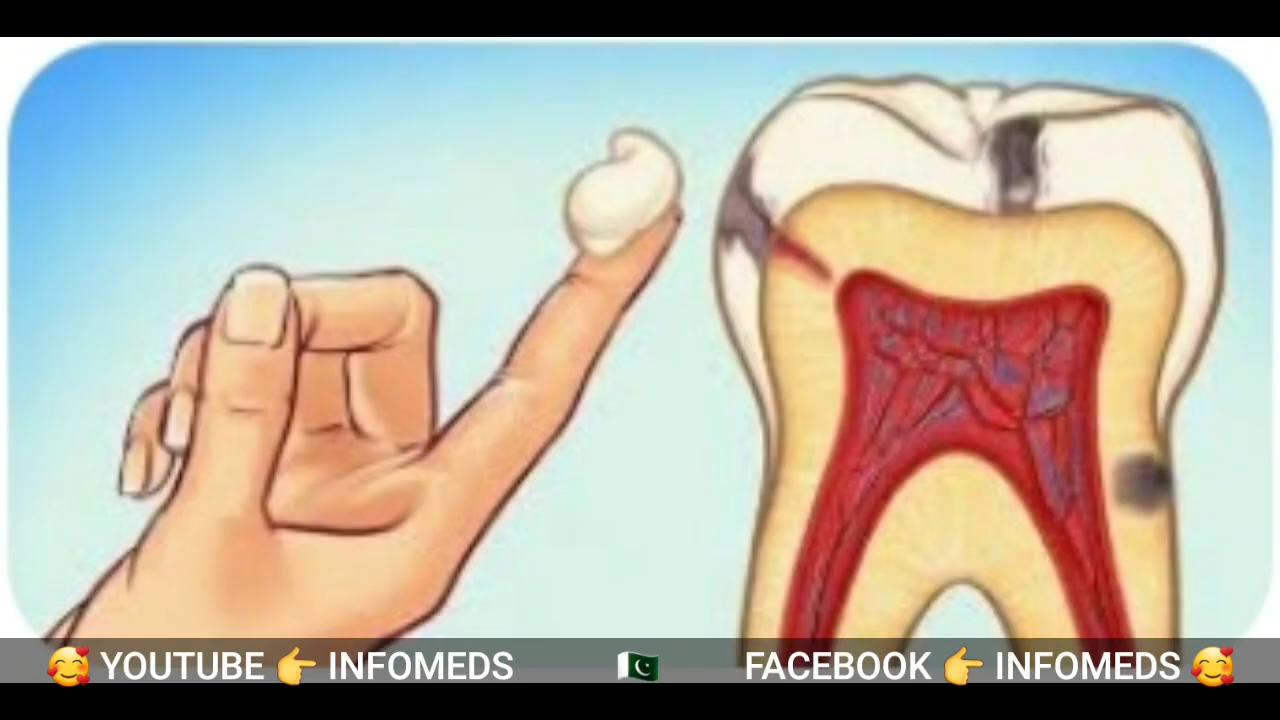 🥰 YOUTUBE 👉 INFOMEDS 🇵🇰 FACEBOOK 👉 INFOMEDS 🥰